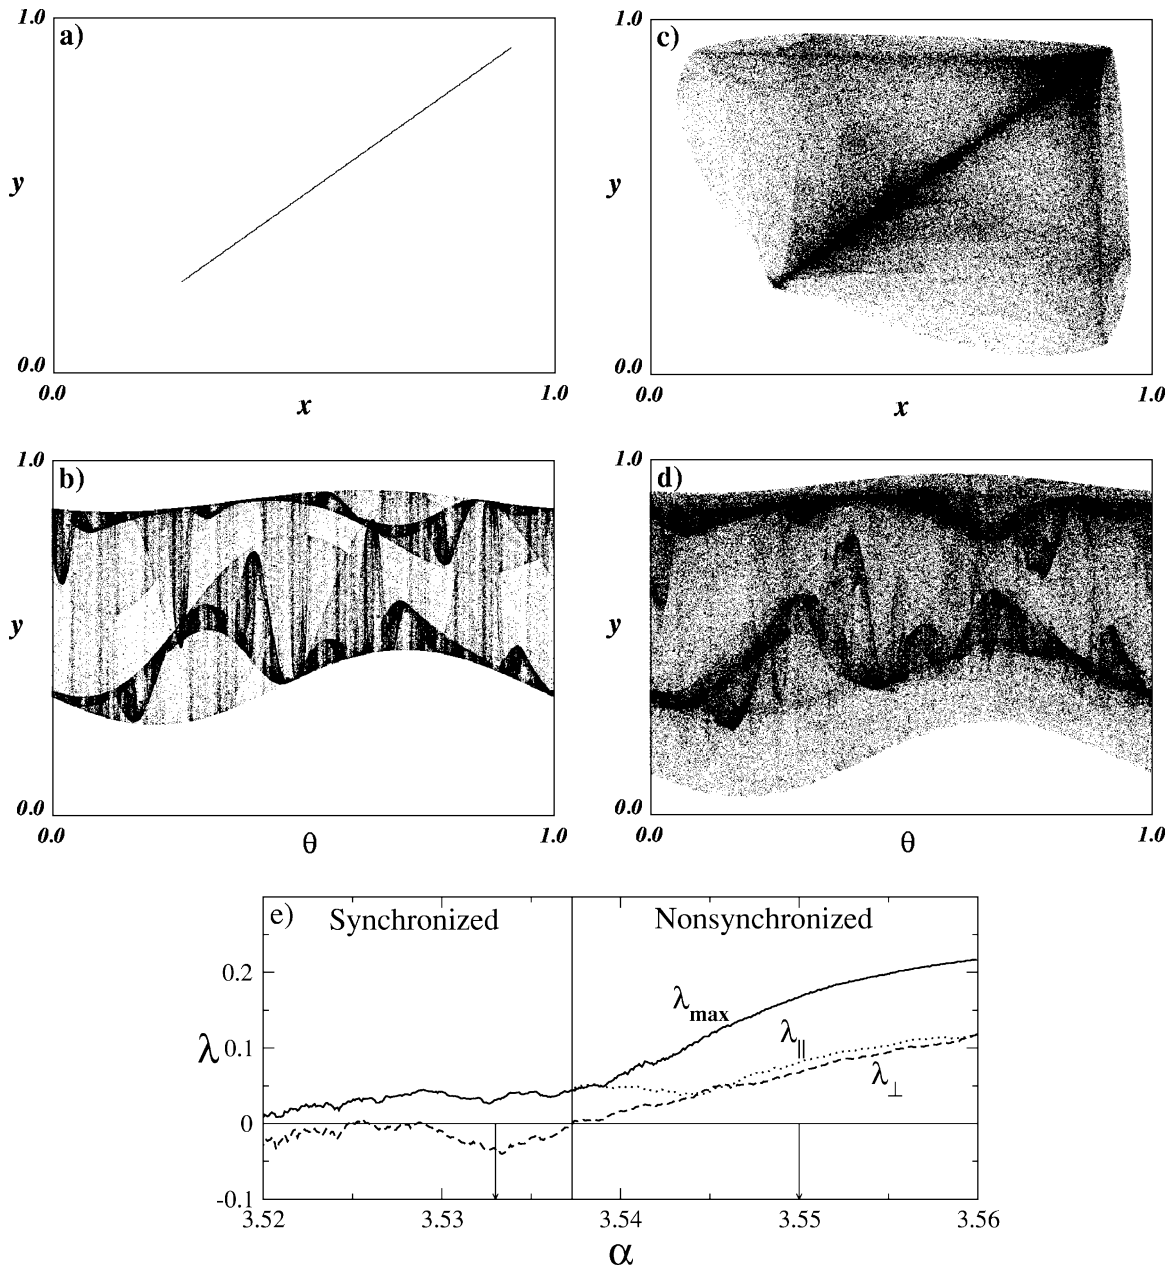 a)
1.0
y
0.0
0.0
x
1.0
c)
1.0
y
0.0
0.0
x
1.0
b)
1.0
y
0.0
0.0
θ
1.0
d)
1.0
y
0.0
0.0
θ
1.0
e)
Synchronized
Nonsynchronized
0.2
λmax
λ||
0.1
λ
λ⊥
0
-0.1
3.52
3.53
3.54
3.55
3.56
α